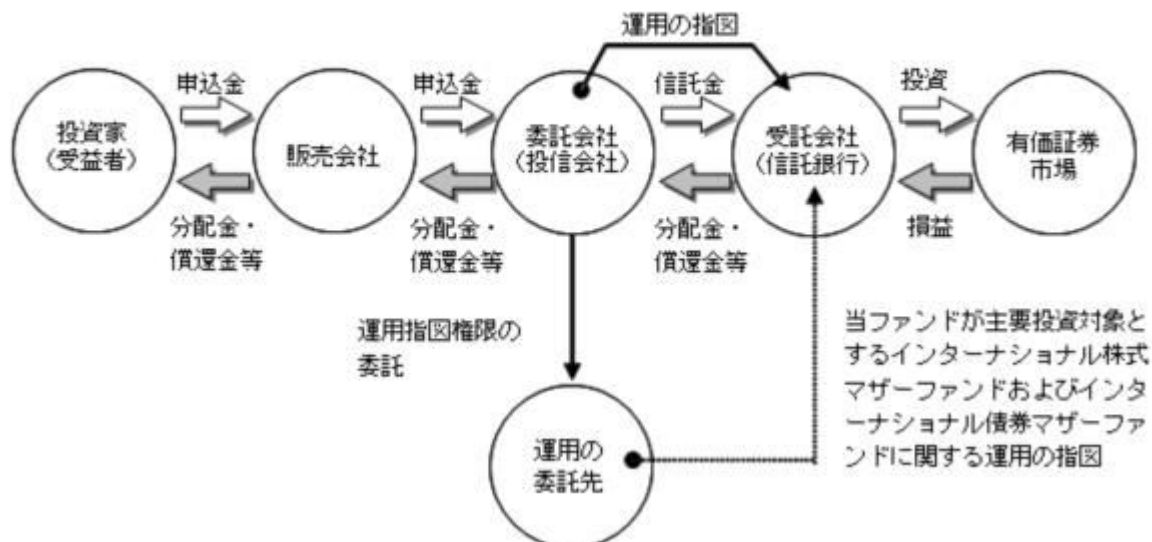 運用の指図
申込金
申込金
信託金
投資
投資家
（受益者）
販売会社
委託会社
（投信会社）
受託会社
（信託銀行）
有価証券
市場
分配金・
償還金等
分配金・
償還金等
分配金・
償還金等
損益
運用指図権限の
委託
当ファンドが主要投資対象と
するインターナショナル株式
マザーファンドおよびインタ
ーナショナル債券マザーファ
ンドに関する運用の指図
運用の
委託先